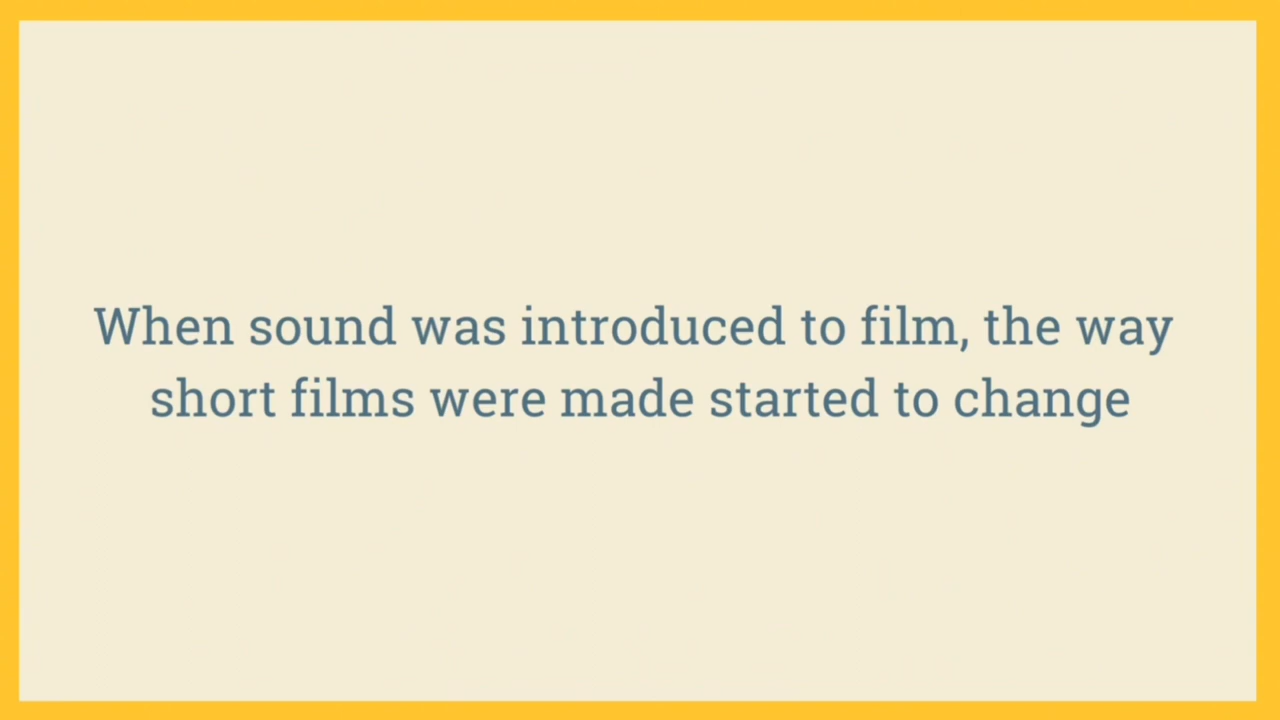 When sound was introduced to film, the way
short films were made started to change